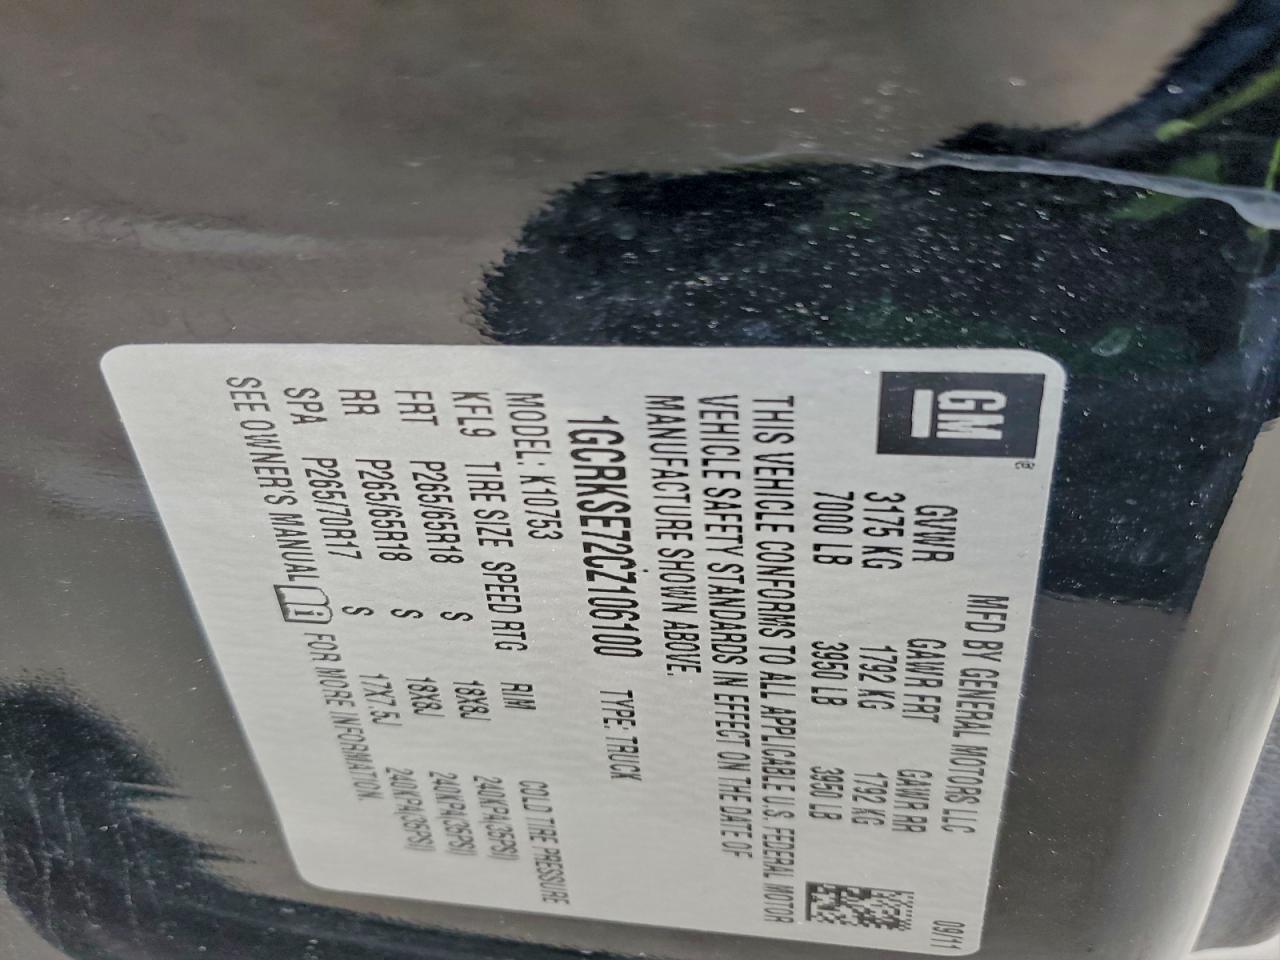 GM
MFD BY GENERAL MOTORS LLC 09/11
GVWR GAWR FRT GAWR RR
3175 KG 1792 KG 1792 KG
7000 LB 3950 LB 3950 LB
THIS VEHICLE CONFORMS TO ALL APPLICABLE U.S. FEDERAL MOTOR
VEHICLE SAFETY STANDARDS IN EFFECT ON THE DATE OF
MANUFACTURE SHOWN ABOVE.
1GCRKSE72CZ106100 TYPE: TRUCK
MODEL: K10753
KFL9 TIRE SIZE SPEED RTG RIM COLD TIRE PRESSURE
FRT P265/65R18 S 18X8J 240KPA(35PSI)
RR P265/65R18 S 18X8J 240KPA(35PSI)
SPA P265/70R17 S 17X7.5J 240KPA(35PSI)
SEE OWNER'S MANUAL i FOR MORE INFORMATION.